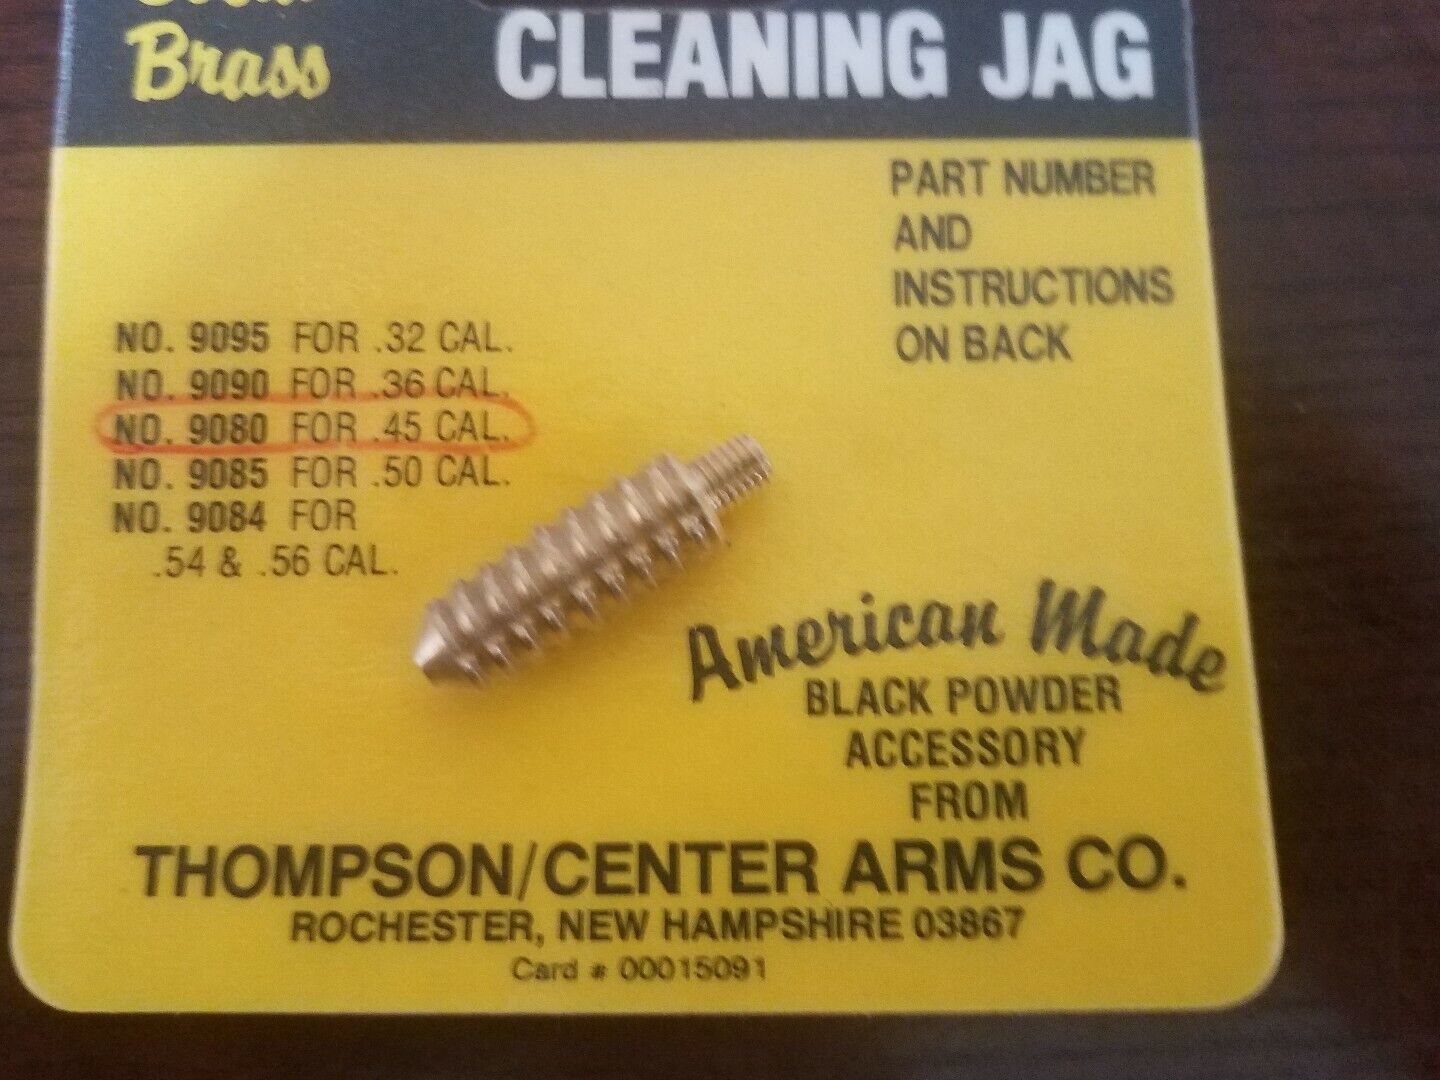 Brass
CLEANING JAG
PART NUMBER
AND
INSTRUCTIONS
ON BACK
NO. 9095 FOR .32 CAL.
NO. 9090 FOR .36 CAL.
NO. 9080 FOR .45 CAL.
NO. 9085 FOR .50 CAL.
NO. 9084 FOR
.54 & .56 CAL.
American Made
BLACK POWDER
ACCESSORY
FROM
THOMPSON/CENTER ARMS CO.
ROCHESTER, NEW HAMPSHIRE 03867
Card # 00015091